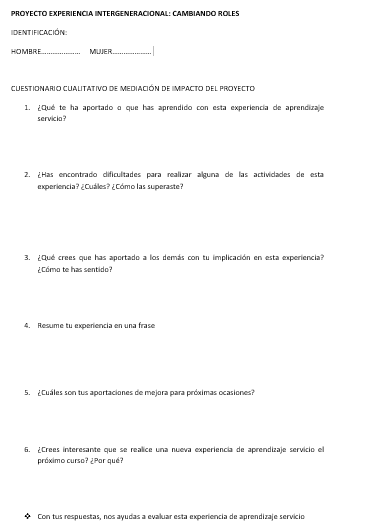 PROYECTO EXPERIENCIA INTERGENERACIONAL: CAMBIANDO ROLES
IDENTIFICACIÓN:
HOMBRE.................... MUJER....................
CUESTIONARIO CUALITATIVO DE MEDIACIÓN DE IMPACTO DEL PROYECTO
1. ¿Qué te ha aportado o que has aprendido con esta experiencia de aprendizaje
servicio?
2. ¿Has encontrado dificultades para realizar alguna de las actividades de esta
experiencia? ¿Cuáles? ¿Cómo las superaste?
3. ¿Qué crees que has aportado a los demás con tu implicación en esta experiencia?
¿Cómo te has sentido?
4. Resume tu experiencia en una frase
5. ¿Cuáles son tus aportaciones de mejora para próximas ocasiones?
6. ¿Crees interesante que se realice una nueva experiencia de aprendizaje servicio el
próximo curso? ¿Por qué?
❖ Con tus respuestas, nos ayudas a evaluar esta experiencia de aprendizaje servicio